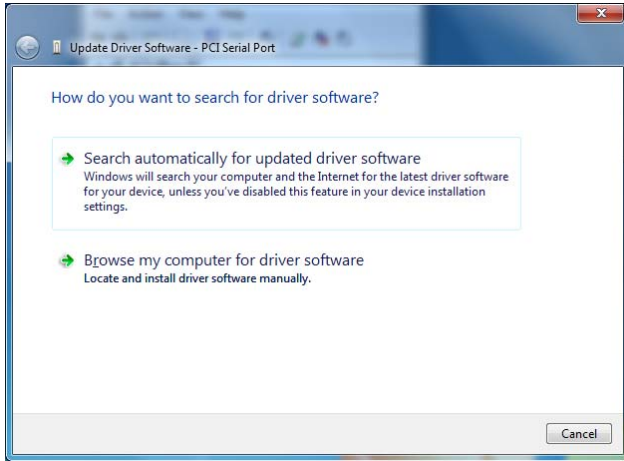 Update Driver Software - PCI Serial Port
How do you want to search for driver software?
Search automatically for updated driver software
Windows will search your computer and the Internet for the latest driver software
for your device, unless you've disabled this feature in your device installation
settings.
Browse my computer for driver software
Locate and install driver software manually.
Cancel